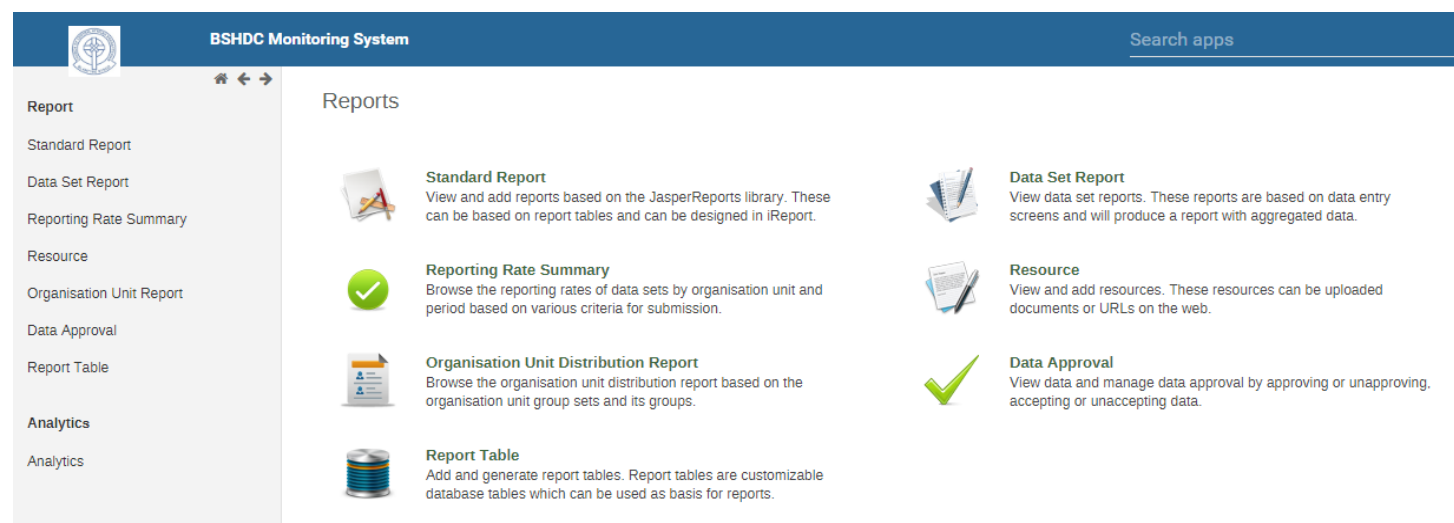 BSHDC Monitoring System
Search apps
Report
Standard Report
Data Set Report
Reporting Rate Summary
Resource
Organisation Unit Report
Data Approval
Report Table
Analytics
Analytics
Reports
Standard Report
View and add reports based on the JasperReports library. These
can be based on report tables and can be designed in iReport.
Data Set Report
View data set reports. These reports are based on data entry
screens and will produce a report with aggregated data.
Reporting Rate Summary
Browse the reporting rates of data sets by organisation unit and
period based on various criteria for submission.
Resource
View and add resources. These resources can be uploaded
documents or URLs on the web.
Organisation Unit Distribution Report
Browse the organisation unit distribution report based on the
organisation unit group sets and its groups.
Data Approval
View data and manage data approval by approving or unapproving,
accepting or unaccepting data.
Report Table
Add and generate report tables. Report tables are customizable
database tables which can be used as basis for reports.